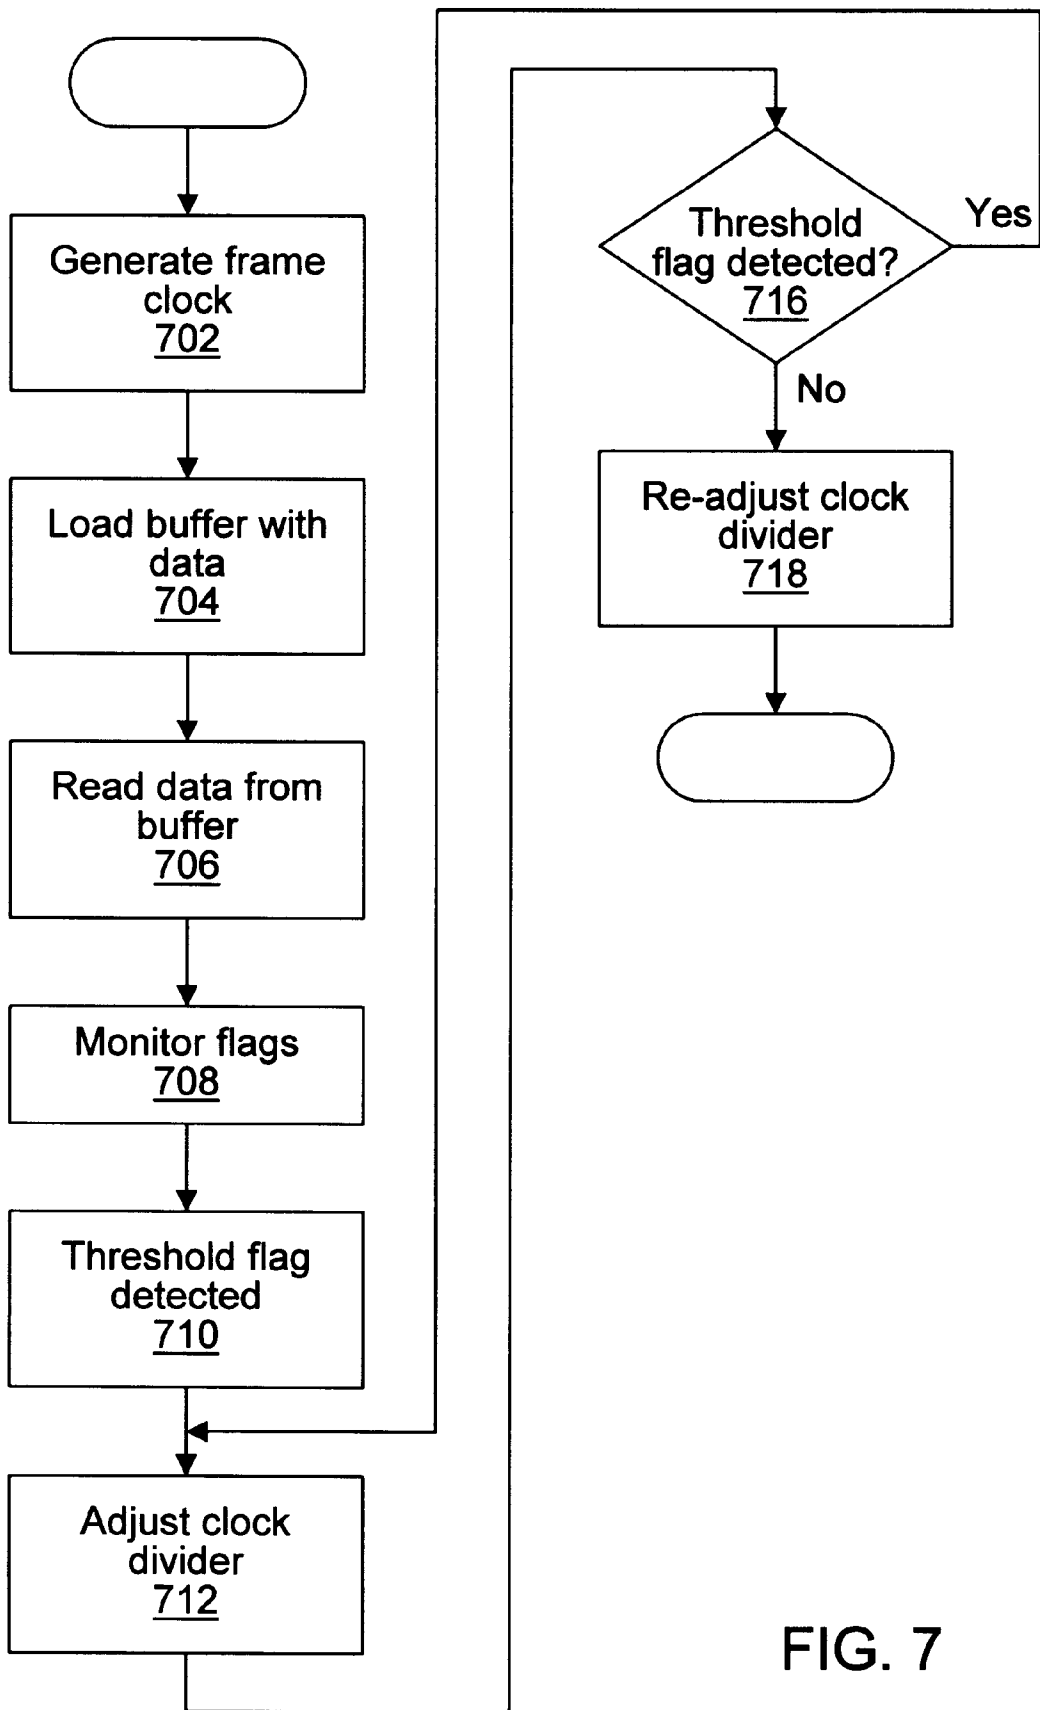 Generate frame
clock
702
Load buffer with
data
704
Read data from
buffer
706
Monitor flags
708
Threshold flag
detected
710
Adjust clock
divider
712
Threshold
flag detected?
716
Yes
No
Re-adjust clock
divider
718
FIG. 7